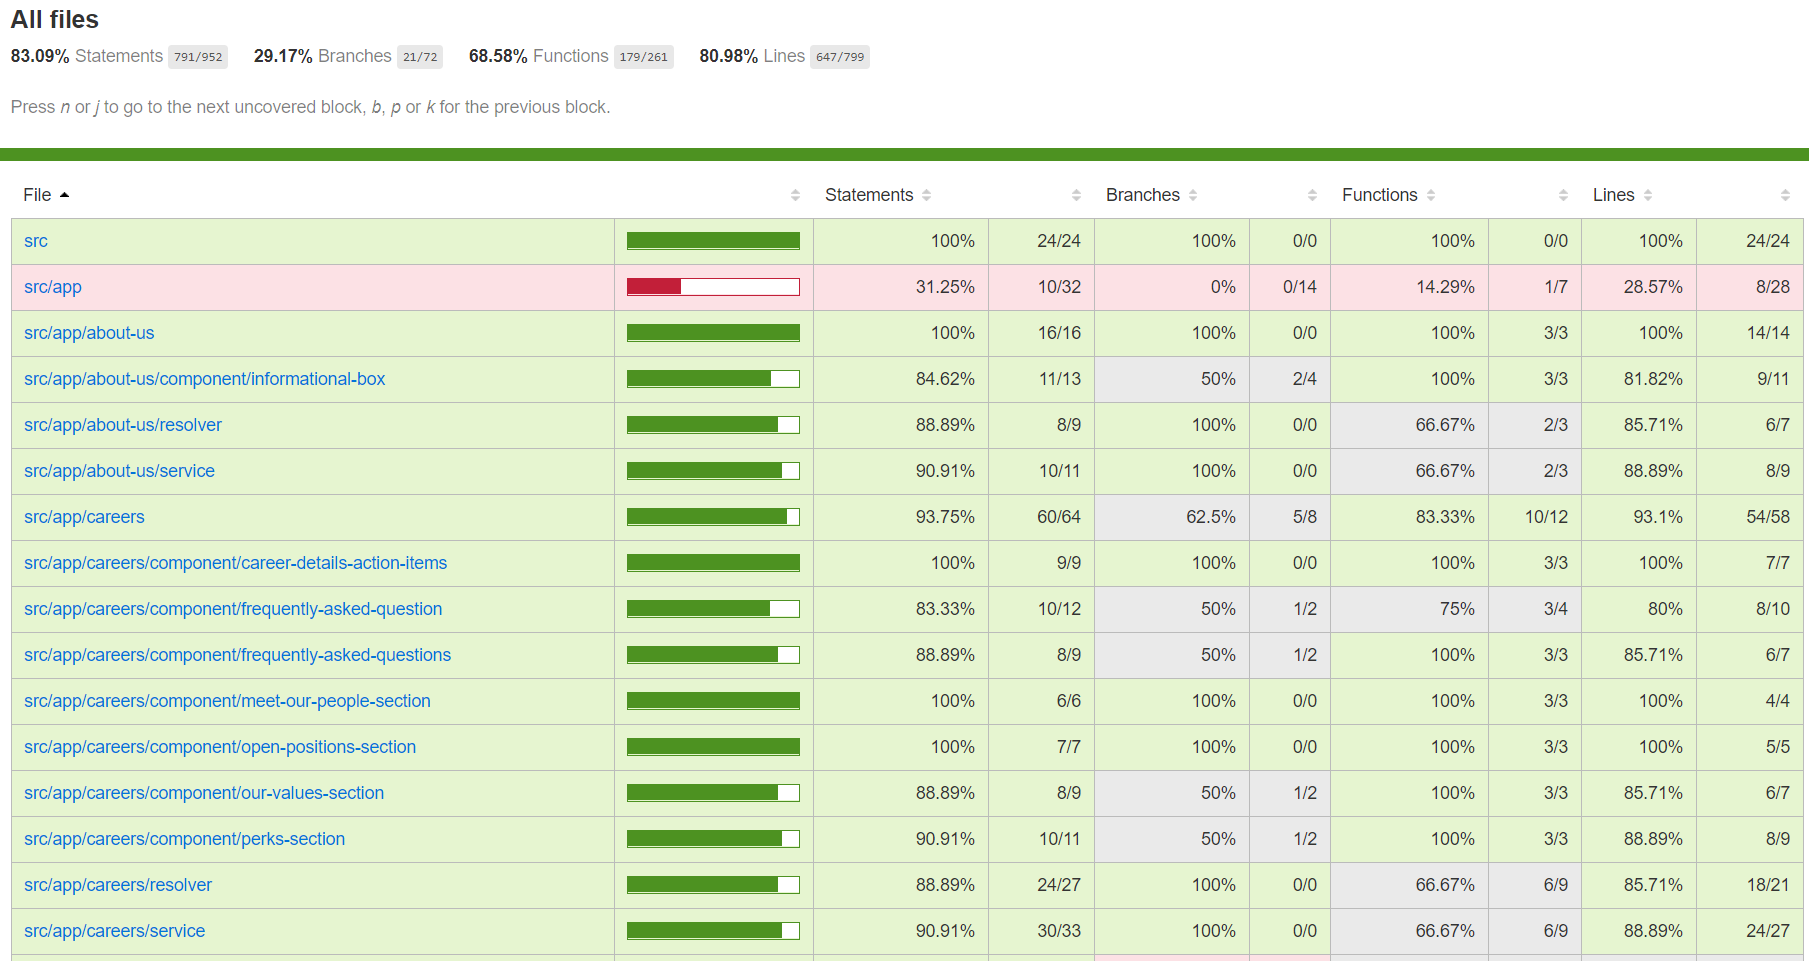 All files
83.09% Statements 791/952 29.17% Branches 21/72 68.58% Functions 179/261 80.98% Lines 647/799
Press n or j to go to the next uncovered block, b, p or k for the previous block.
File Statements Branches Functions Lines
src 100% 24/24 100% 0/0 100% 0/0 100% 24/24
src/app 31.25% 10/32 0% 0/14 14.29% 1/7 28.57% 8/28
src/app/about-us 100% 16/16 100% 0/0 100% 3/3 100% 14/14
src/app/about-us/component/informational-box 84.62% 11/13 50% 2/4 100% 3/3 81.82% 9/11
src/app/about-us/resolver 88.89% 8/9 100% 0/0 66.67% 2/3 85.71% 6/7
src/app/about-us/service 90.91% 10/11 100% 0/0 66.67% 2/3 88.89% 8/9
src/app/careers 93.75% 60/64 62.5% 5/8 83.33% 10/12 93.1% 54/58
src/app/careers/component/career-details-action-items 100% 9/9 100% 0/0 100% 3/3 100% 7/7
src/app/careers/component/frequently-asked-question 83.33% 10/12 50% 1/2 75% 3/4 80% 8/10
src/app/careers/component/frequently-asked-questions 88.89% 8/9 50% 1/2 100% 3/3 85.71% 6/7
src/app/careers/component/meet-our-people-section 100% 6/6 100% 0/0 100% 3/3 100% 4/4
src/app/careers/component/open-positions-section 100% 7/7 100% 0/0 100% 3/3 100% 5/5
src/app/careers/component/our-values-section 88.89% 8/9 50% 1/2 100% 3/3 85.71% 6/7
src/app/careers/component/perks-section 90.91% 10/11 50% 1/2 100% 3/3 88.89% 8/9
src/app/careers/resolver 88.89% 24/27 100% 0/0 66.67% 6/9 85.71% 18/21
src/app/careers/service 90.91% 30/33 100% 0/0 66.67% 6/9 88.89% 24/27